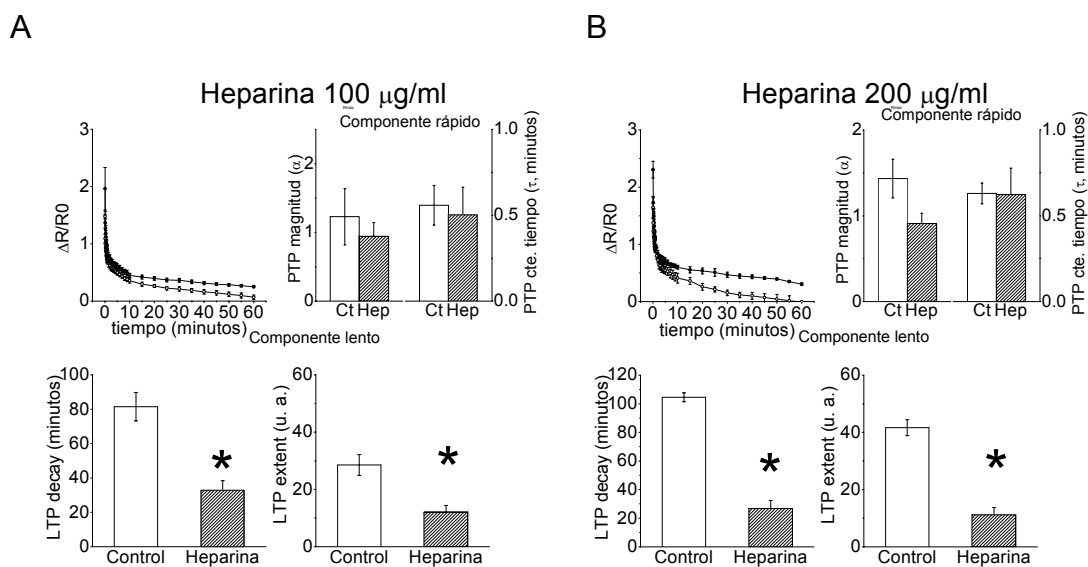 A
B
Heparina 100 μg/ml
Componente rápido
3
2
1
0
ΔR/R0
0 10 20 30 40 50 60
tiempo (minutos)
2
1
0
PTP magnitud (α)
1.0
0.5
0.0
PTP cte. tiempo (τ, minutos)
Ct Hep
Ct Hep
Componente lento
100
80
60
40
20
0
LTP decay (minutos)
*
Control Heparina
60
40
20
0
LTP extent (u. a.)
*
Control Heparina
Heparina 200 μg/ml
Componente rápido
3
2
1
0
ΔR/R0
0 10 20 30 40 50 60
tiempo (minutos)
2
1
0
PTP magnitud (α)
1.0
0.5
0.0
PTP cte. tiempo (τ, minutos)
Ct Hep
Ct Hep
Componente lento
120
100
80
60
40
20
0
LTP decay (minutos)
*
Control Heparina
60
40
20
0
LTP extent (u. a.)
*
Control Heparina